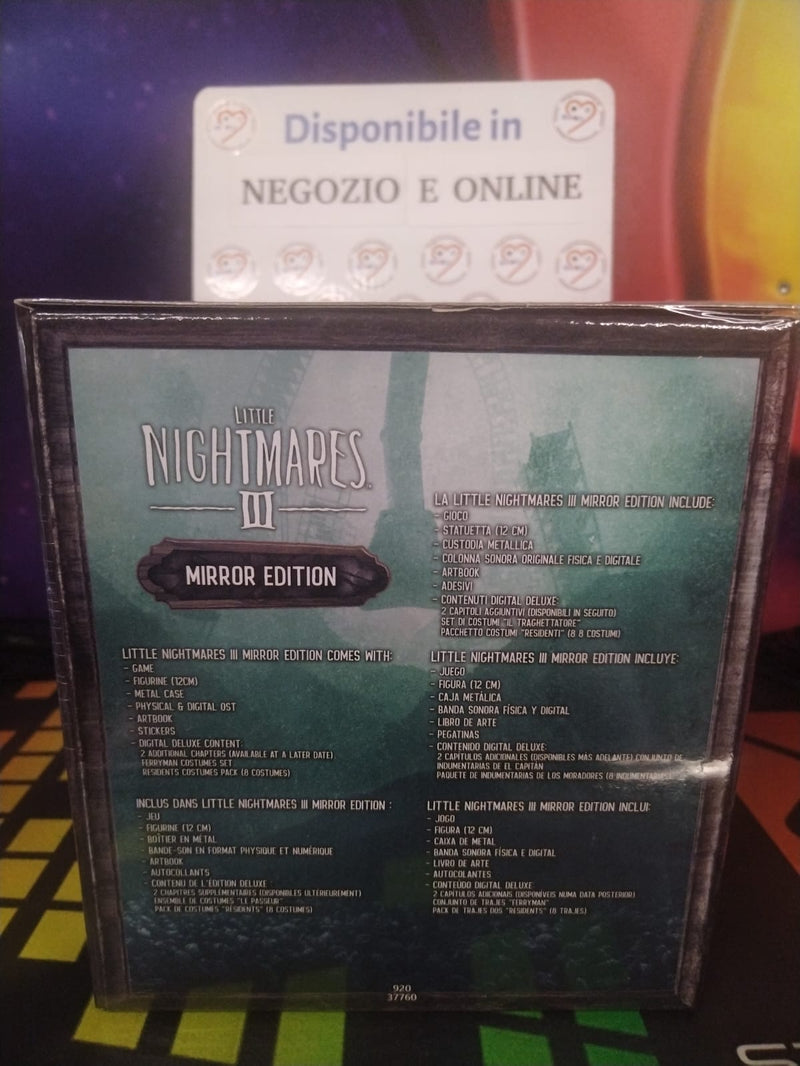 Disponibile in
NEGOZIO E ONLINE
LITTLE
NIGHTMARES
III
MIRROR EDITION
LA LITTLE NIGHTMARES III MIRROR EDITION INCLUDE:
- GIOCO
- STATUETTA (12 CM)
- CUSTODIA METALLICA
- COLONNA SONORA ORIGINALE FISICA E DIGITALE
- ARTBOOK
- ADESIVI
- CONTENUTI DIGITAL DELUXE:
2 CAPITOLI AGGIUNTIVI (DISPONIBILI IN SEGUITO)
SET DI COSTUMI "IL TRAGHETTATORE"
PACCHETTO COSTUMI "RESIDENTI" (8 8 COSTUMI)
LITTLE NIGHTMARES III MIRROR EDITION COMES WITH:
- GAME
- FIGURINE (12CM)
- METAL CASE
- PHYSICAL & DIGITAL OST
- ARTBOOK
- STICKERS
- DIGITAL DELUXE CONTENT:
2 ADDITIONAL CHAPTERS (AVAILABLE AT A LATER DATE)
FERRYMAN COSTUMES SET
RESIDENTS COSTUMES PACK (8 COSTUMES)
LITTLE NIGHTMARES III MIRROR EDITION INCLUYE:
- JUEGO
- FIGURA (12 CM)
- CAJA METÁLICA
- BANDA SONORA FÍSICA Y DIGITAL
- LIBRO DE ARTE
- PEGATINAS
- CONTENIDO DIGITAL DELUXE:
2 CAPÍTULOS ADICIONALES (DISPONIBLES MÁS ADELANTE) CONJUNTO DE
INDUMENTARIAS DE EL CAPITÁN
PAQUETE DE INDUMENTARIAS DE LOS MORADORES (8
INCLUS DANS LITTLE NIGHTMARES III MIRROR EDITION :
- JEU
- FIGURINE (12 CM)
- BOÎTIER EN MÉTAL
- BANDE-SON EN FORMAT PHYSIQUE ET NUMÉRIQUE
- ARTBOOK
- AUTOCOLLANTS
- CONTENU DE L'ÉDITION DELUXE :
2 CHAPITRES SUPPLÉMENTAIRES (DISPONIBLES ULTÉRIEUREMENT)
ENSEMBLE DE COSTUMES "LE PASSEUR"
PACK DE COSTUMES "RÉSIDENTS" (8 COSTUMES)
LITTLE NIGHTMARES III MIRROR EDITION INCLUI:
- JOGO
- FIGURA (12 CM)
- CAIXA DE METAL
- BANDA SONORA FÍSICA E DIGITAL
- LIVRO DE ARTE
- AUTOCOLANTES
- CONTEÚDO DIGITAL DELUXE:
2 CAPÍTULOS ADICIONAIS (DISPONÍVEIS NUMA DATA POSTERIOR)
CONJUNTO DE TRAJES "FERRYMAN"
PACK DE TRAJES DOS "RESIDENTS" (8 TRAJES)
920
37760